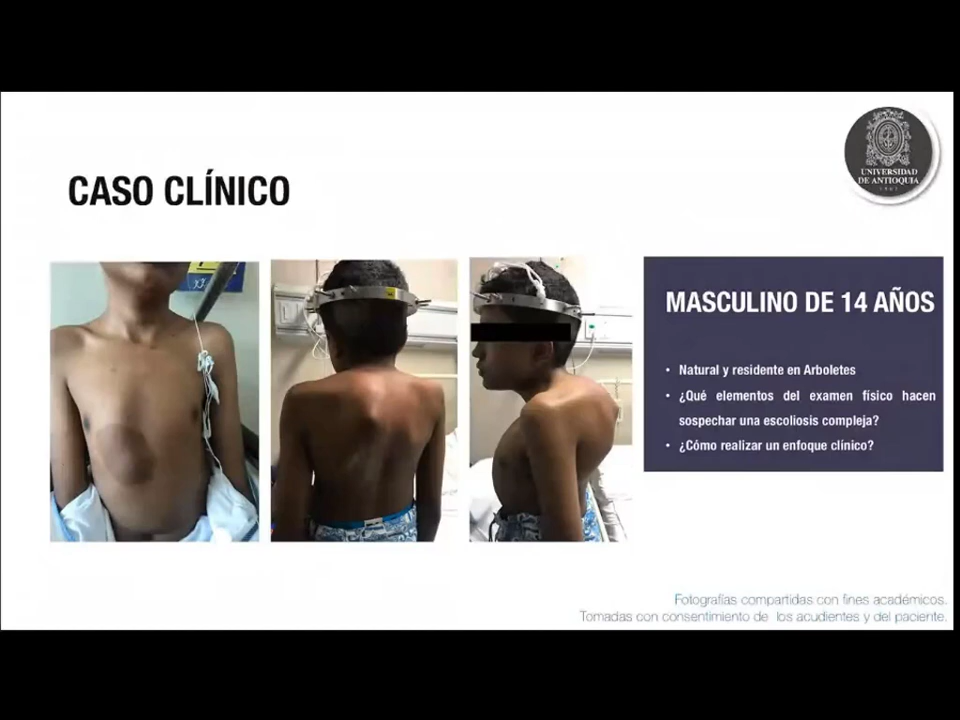 UNIVERSIDAD
DE ANTIOQUIA
CASO CLÍNICO
MASCULINO DE 14 AÑOS
• Natural y residente en Arboletes
• ¿Qué elementos del examen físico hacen
sospechar una escoliosis compleja?
• ¿Cómo realizar un enfoque clínico?
Fotografías compartidas con fines académicos.
Tomadas con consentimiento de los acudientes y del paciente.